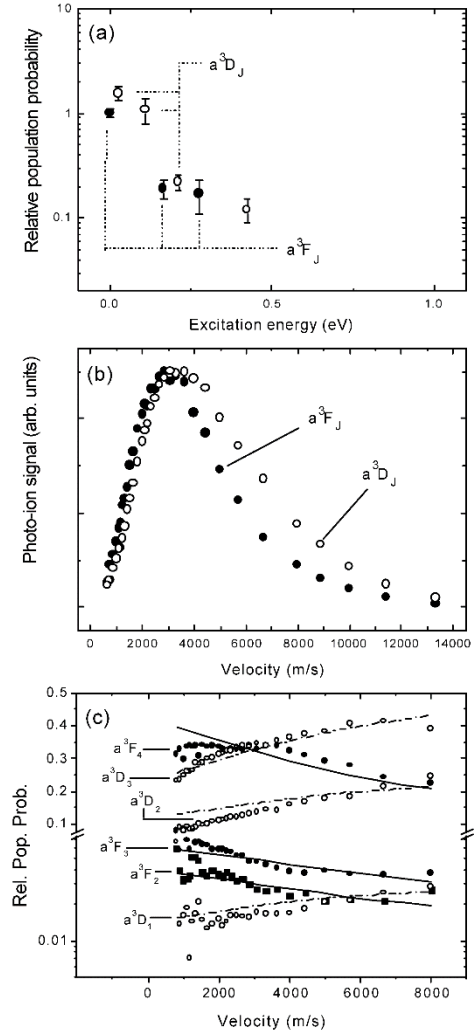 (a)
a³D_J
a³F_J
10
1
0.1
Relative population probability
0.0
0.5
1.0
Excitation energy (eV)
(b)
a³F_J
a³D_J
Photo-ion signal (arb. units)
0 2000 4000 6000 8000 10000 12000 14000
Velocity (m/s)
(c)
0.5
0.4
0.3
0.2
0.1
0.01
a³F₄
a³D₃
a³D₂
a³F₃
a³F₂
a³D₁
Rel. Pop. Prob.
0 2000 4000 6000 8000
Velocity (m/s)